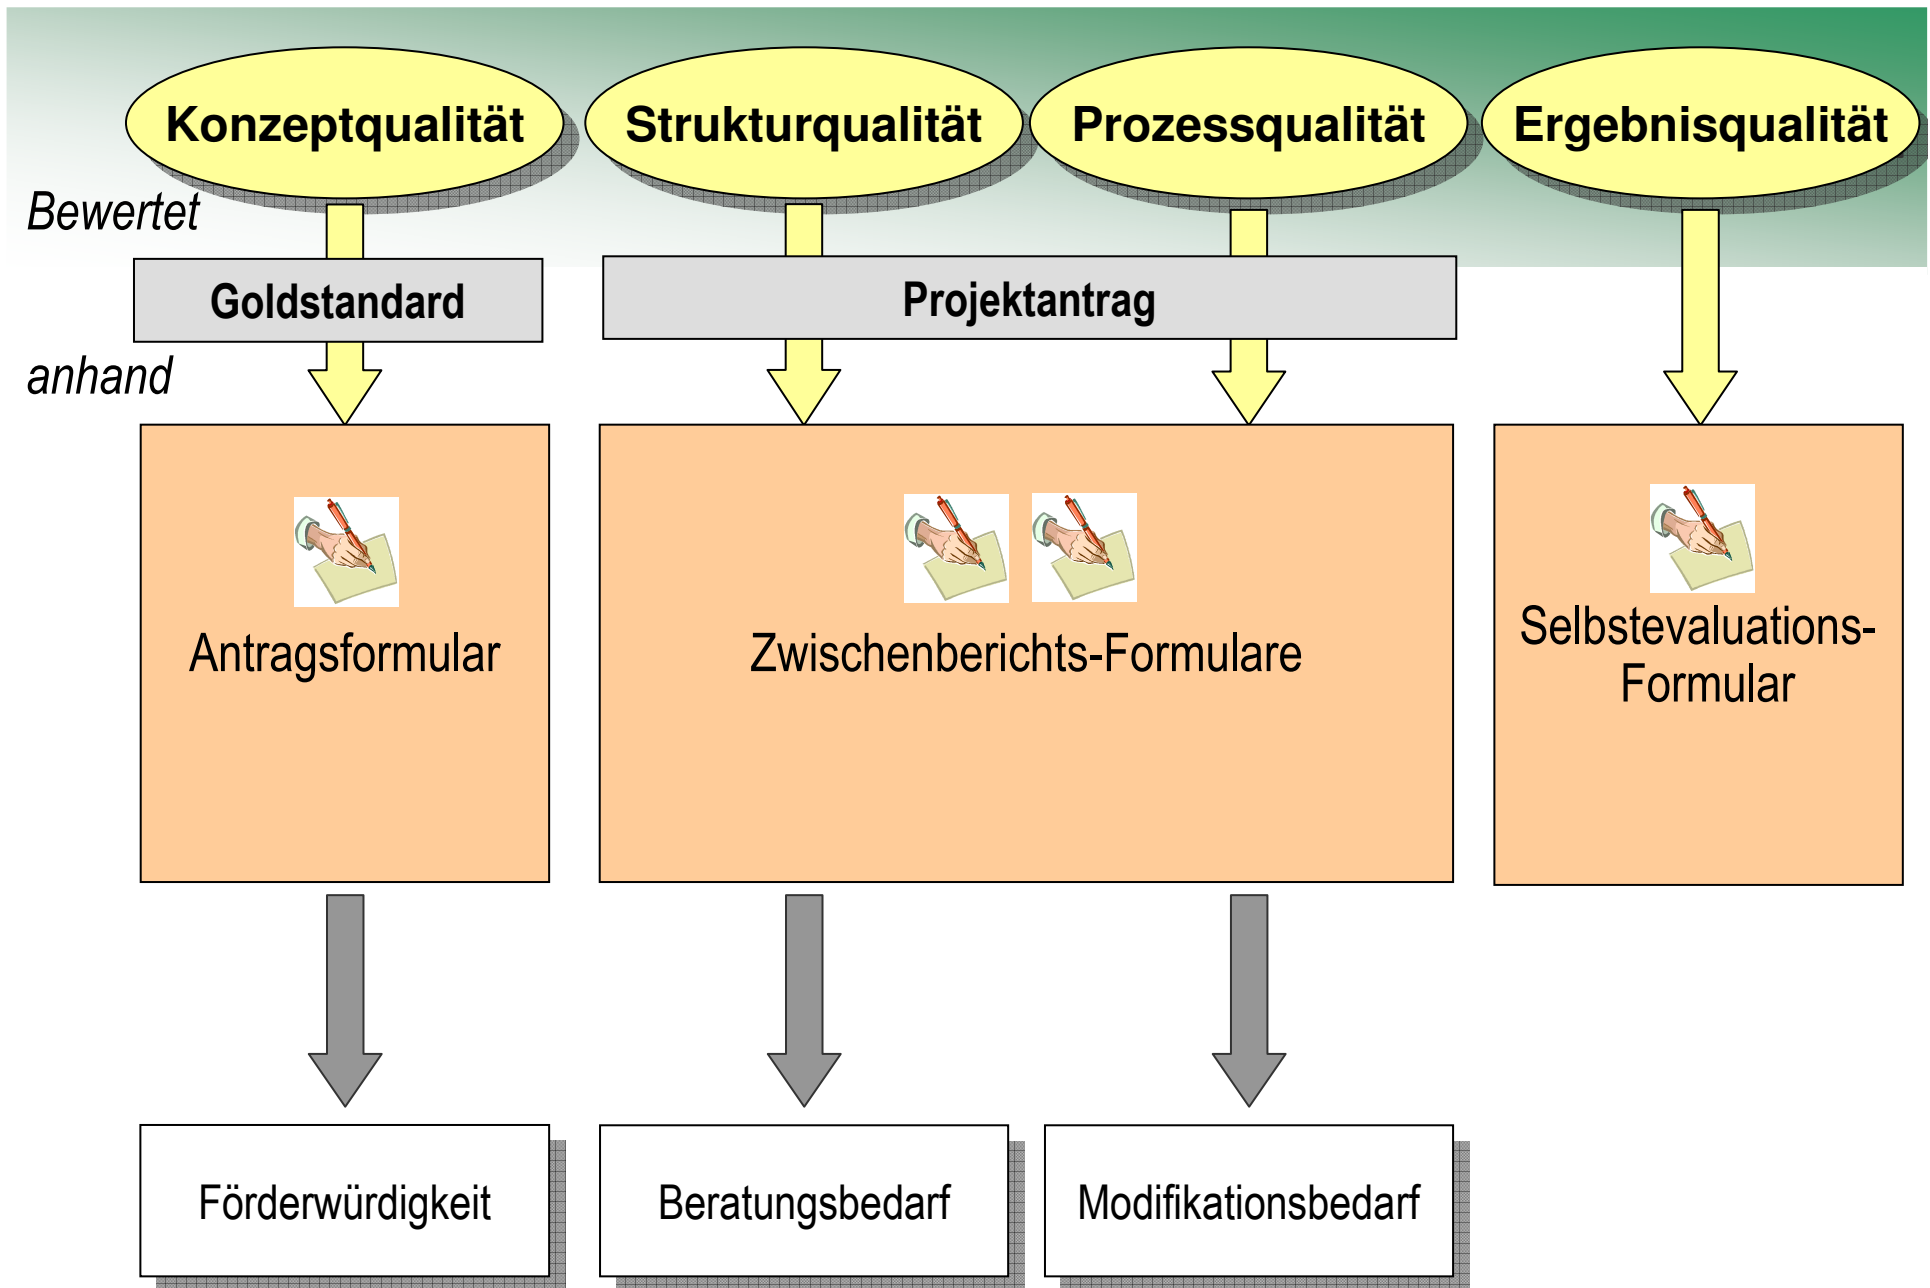 Konzeptqualität
Strukturqualität
Prozessqualität
Ergebnisqualität
Bewertet
Goldstandard
Projektantrag
anhand
Antragsformular
Zwischenberichts-Formulare
Selbstevaluations-
Formular
Förderwürdigkeit
Beratungsbedarf
Modifikationsbedarf